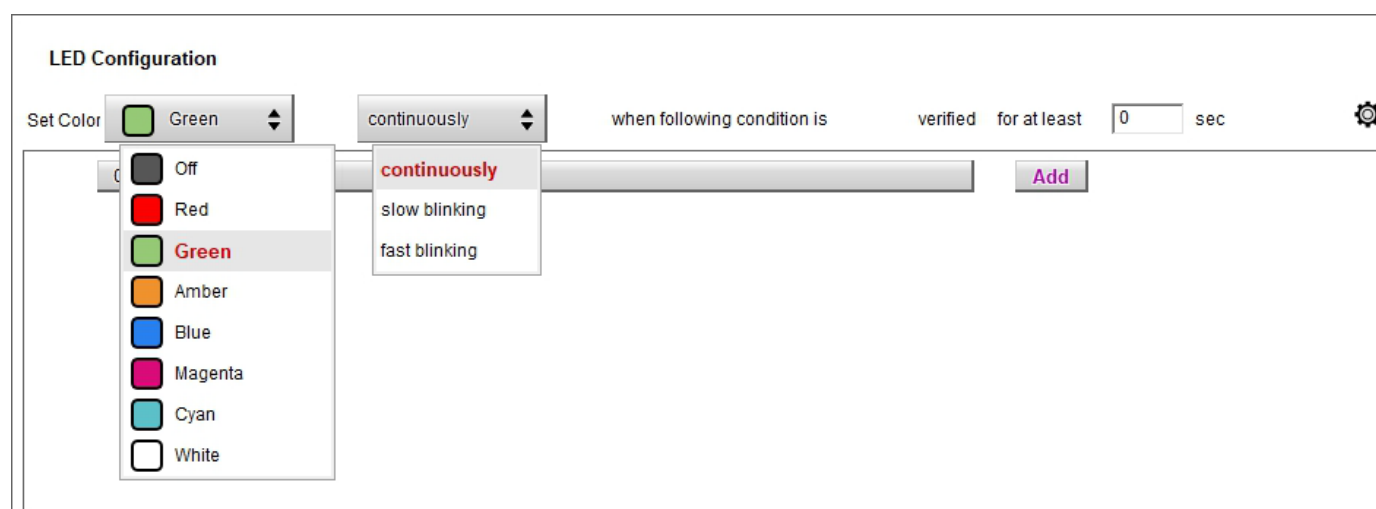 LED Configuration
Set Color Green continuously when following condition is verified for at least 0 sec
Off
Red
Green
Amber
Blue
Magenta
Cyan
White
continuously
slow blinking
fast blinking
Add